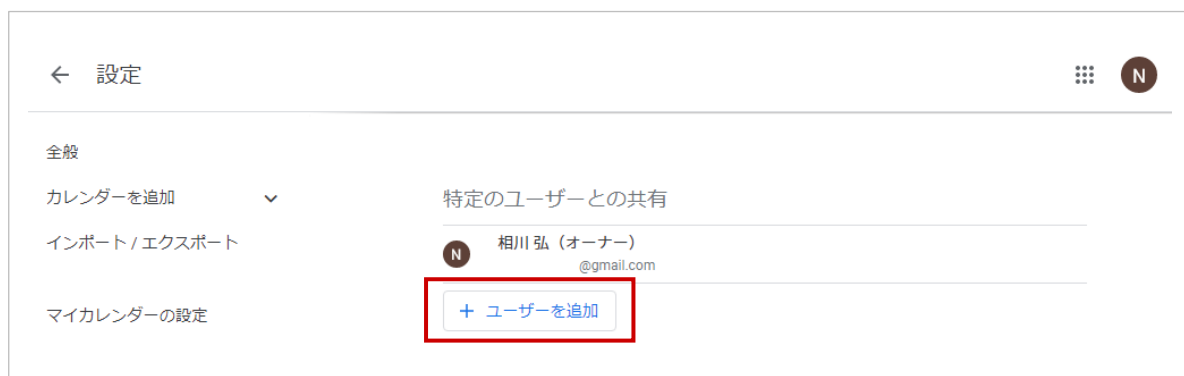 設定
N
全般
カレンダーを追加
特定のユーザーとの共有
インポート / エクスポート
N
相川 弘（オーナー）
@gmail.com
マイカレンダーの設定
+ ユーザーを追加